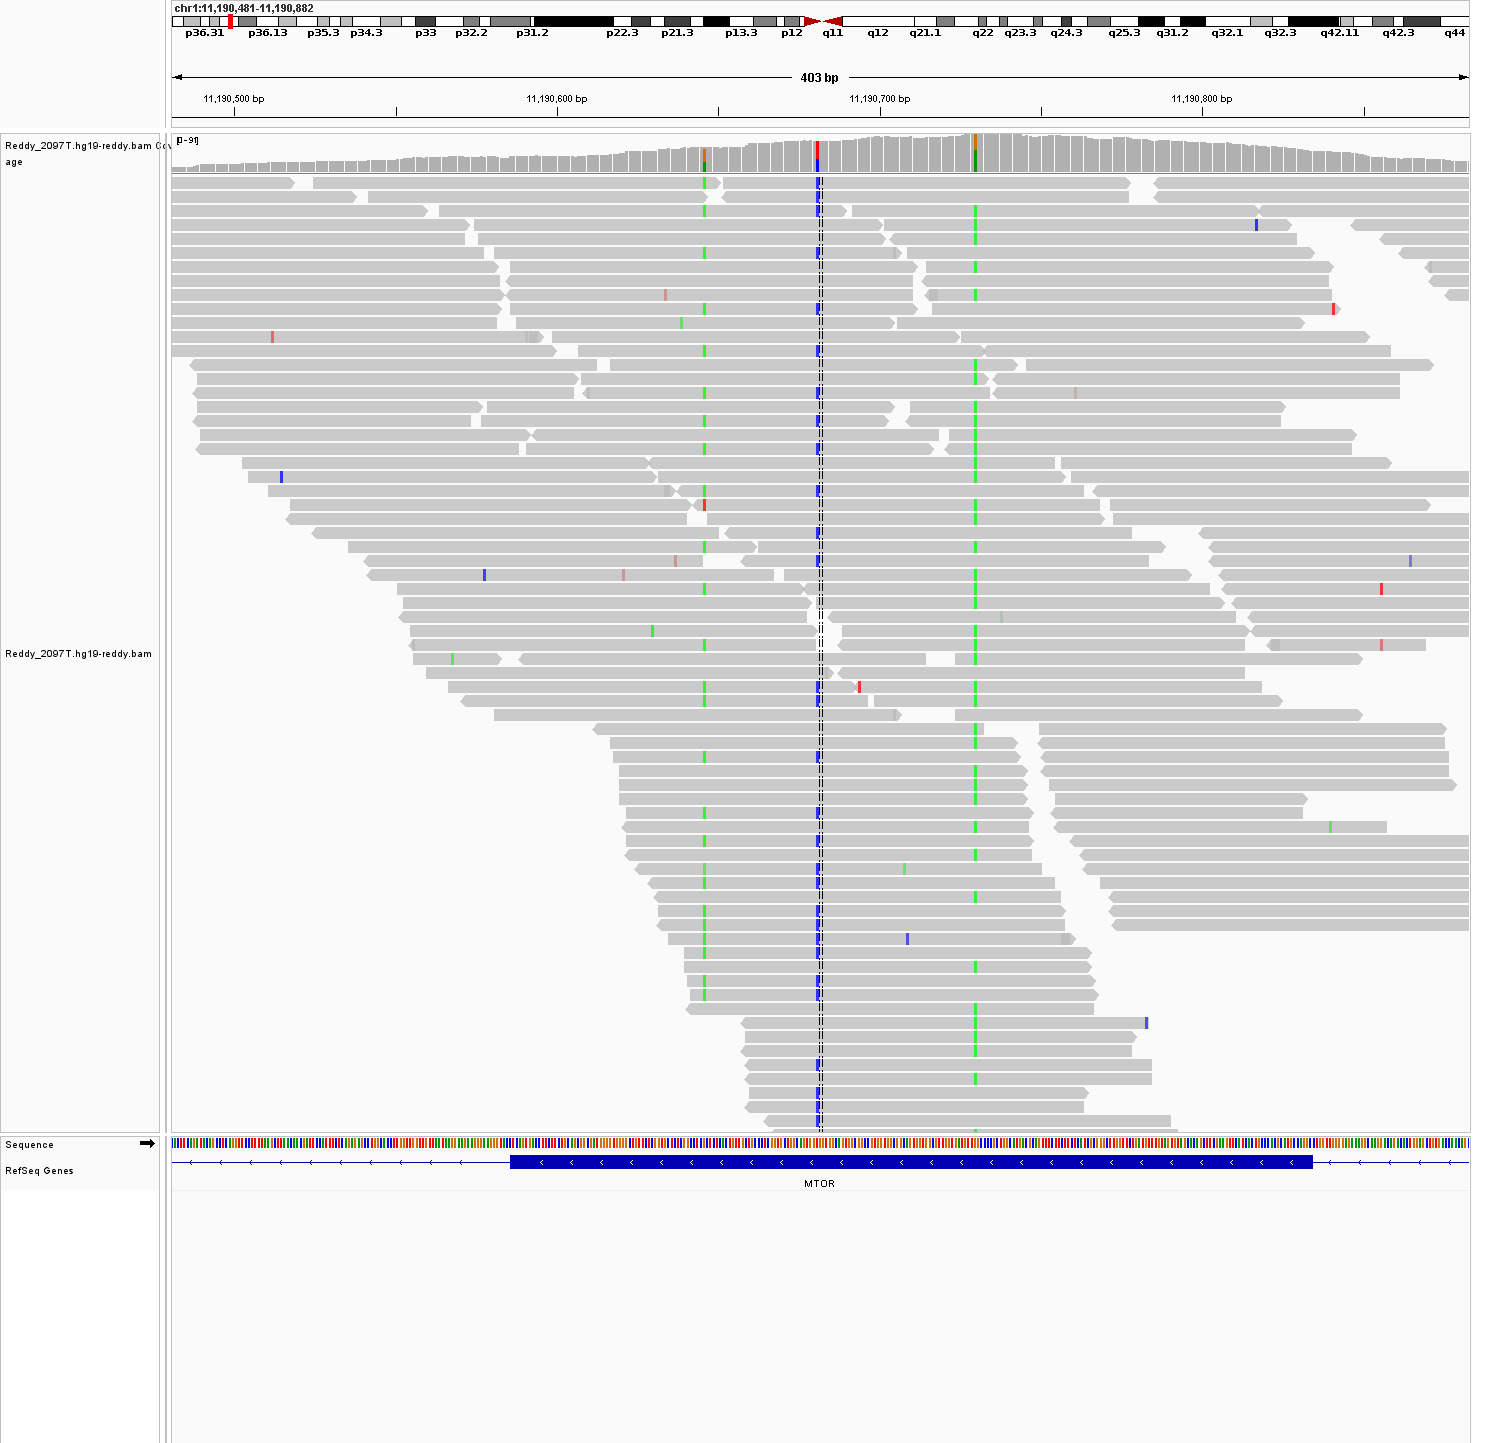 chr1:11,190,481-11,190,882
p36.31 p36.13 p35.3 p34.3 p33 p32.2 p31.2 p22.3 p21.3 p13.3 p12 q11 q12 q21.1 q22 q23.3 q24.3 q25.3 q31.2 q32.1 q32.3 q42.11 q42.3 q44
403 bp
11,190,500 bp 11,190,600 bp 11,190,700 bp 11,190,800 bp
[0-91]
Reddy_2097T.hg19-reddy.bam Cov
age
Reddy_2097T.hg19-reddy.bam
Sequence
RefSeq Genes
MTOR